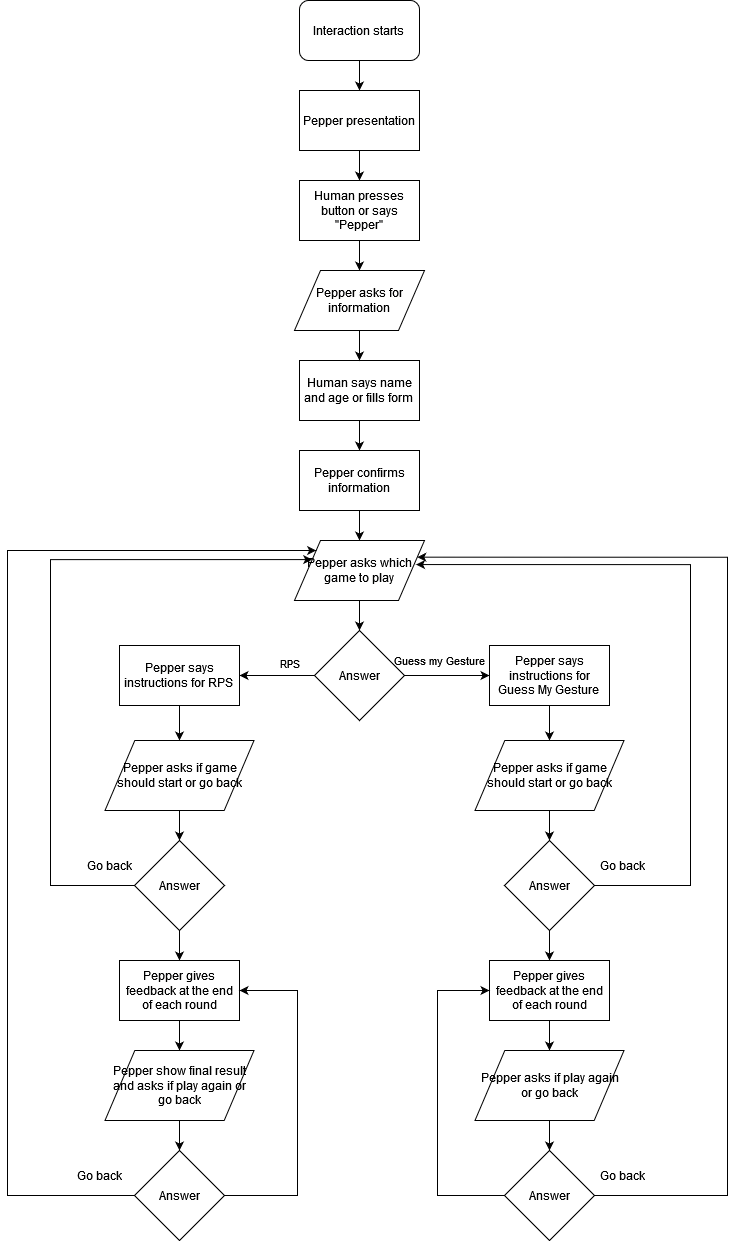 Interaction starts
Pepper presentation
Human presses
button or says
"Pepper"
Pepper asks for
information
Human says name
and age or fills form
Pepper confirms
information
Pepper asks which
game to play
Answer
RPS
Guess my Gesture
Pepper says
instructions for RPS
Pepper says
instructions for
Guess My Gesture
Pepper asks if game
should start or go back
Pepper asks if game
should start or go back
Go back
Answer
Answer
Go back
Pepper gives
feedback at the end
of each round
Pepper gives
feedback at the end
of each round
Pepper show final result
and asks if play again or
go back
Pepper asks if play again
or go back
Go back
Answer
Answer
Go back